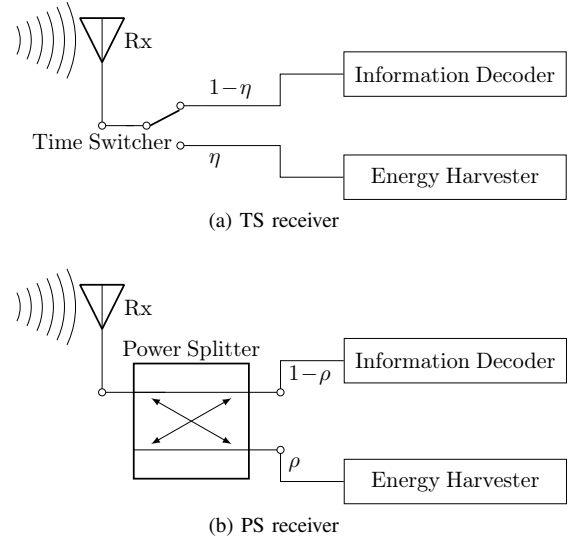 Rx
1−η
Information Decoder
Time Switcher
η
Energy Harvester
(a) TS receiver
Rx
Power Splitter
Information Decoder
1−ρ
ρ
Energy Harvester
(b) PS receiver